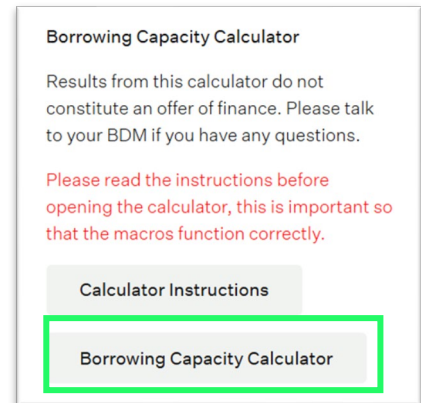 Borrowing Capacity Calculator
Results from this calculator do not
constitute an offer of finance. Please talk
to your BDM if you have any questions.
Please read the instructions before
opening the calculator, this is important so
that the macros function correctly.
Calculator Instructions
Borrowing Capacity Calculator